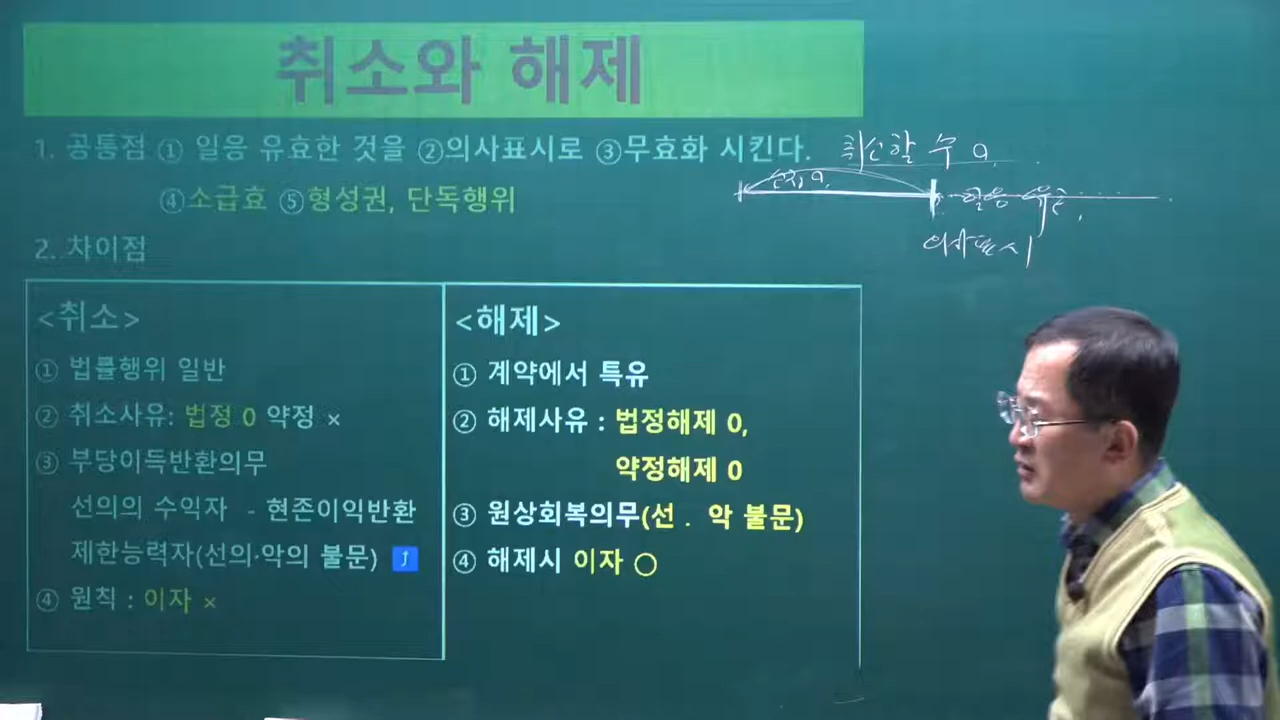 취소와 해제
1. 공통점 ① 일응 유효한 것을 ②의사표시로 ③무효화 시킨다.
④소급효 ⑤형성권, 단독행위
취소할 수
일응 유효
의사표시
2. 차이점
<취소>
① 법률행위 일반
② 취소사유: 법정 0 약정 ×
③ 부당이득반환의무
선의의 수익자 - 현존이익반환
제한능력자(선의·악의 불문) ⤴
④ 원칙 : 이자 ×
<해제>
① 계약에서 특유
② 해제사유 : 법정해제 0,
약정해제 0
③ 원상회복의무(선 . 악 불문)
④ 해제시 이자 ○